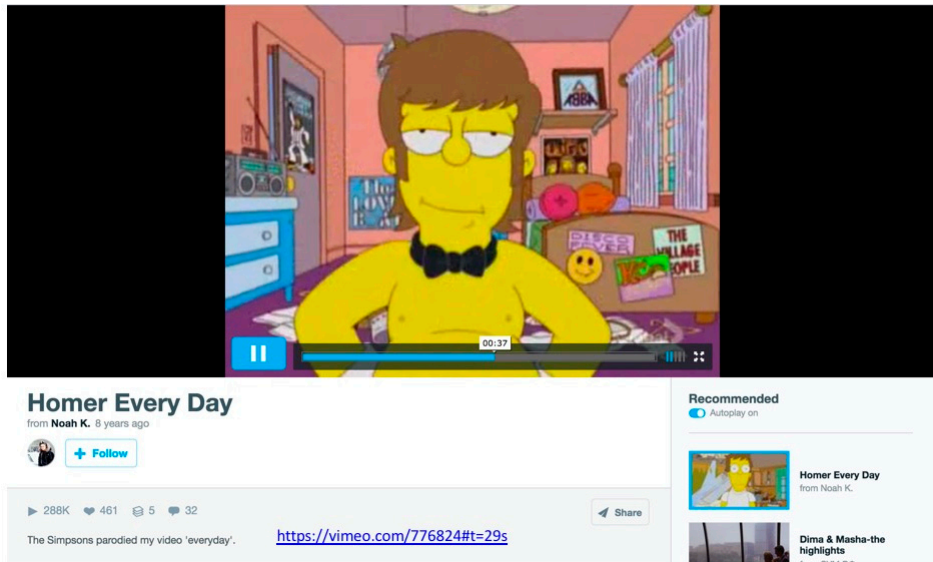 ABBA
DISCO
FEVER
THE
VILLAGE
PEOPLE
00:37
Homer Every Day
from Noah K. 8 years ago
+ Follow
288K 461 5 32
Share
The Simpsons parodied my video 'everyday'.
https://vimeo.com/776824#t=29s
Recommended
Autoplay on
Homer Every Day
from Noah K.
Dima & Masha-the
highlights